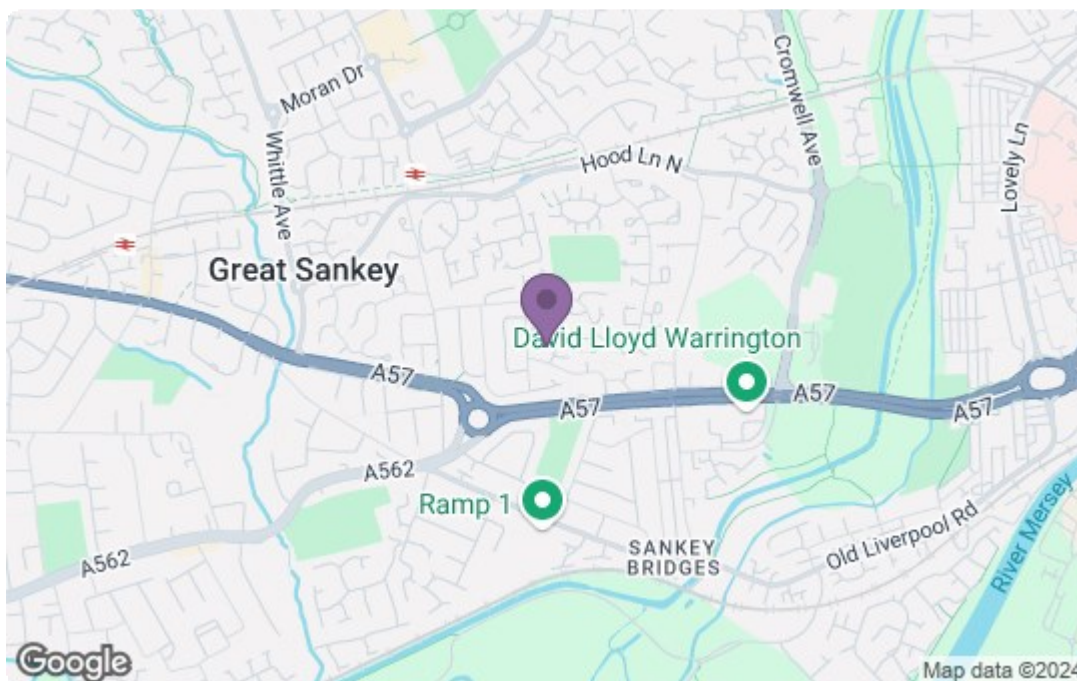 Moran Dr
Whittle Ave
Hood Ln N
Cromwell Ave
Lovely Ln
Great Sankey
David Lloyd Warrington
A57
A57
A57
A57
A562
Ramp 1
SANKEY
BRIDGES
Old Liverpool Rd
A562
River Mersey
Google
Map data ©2024